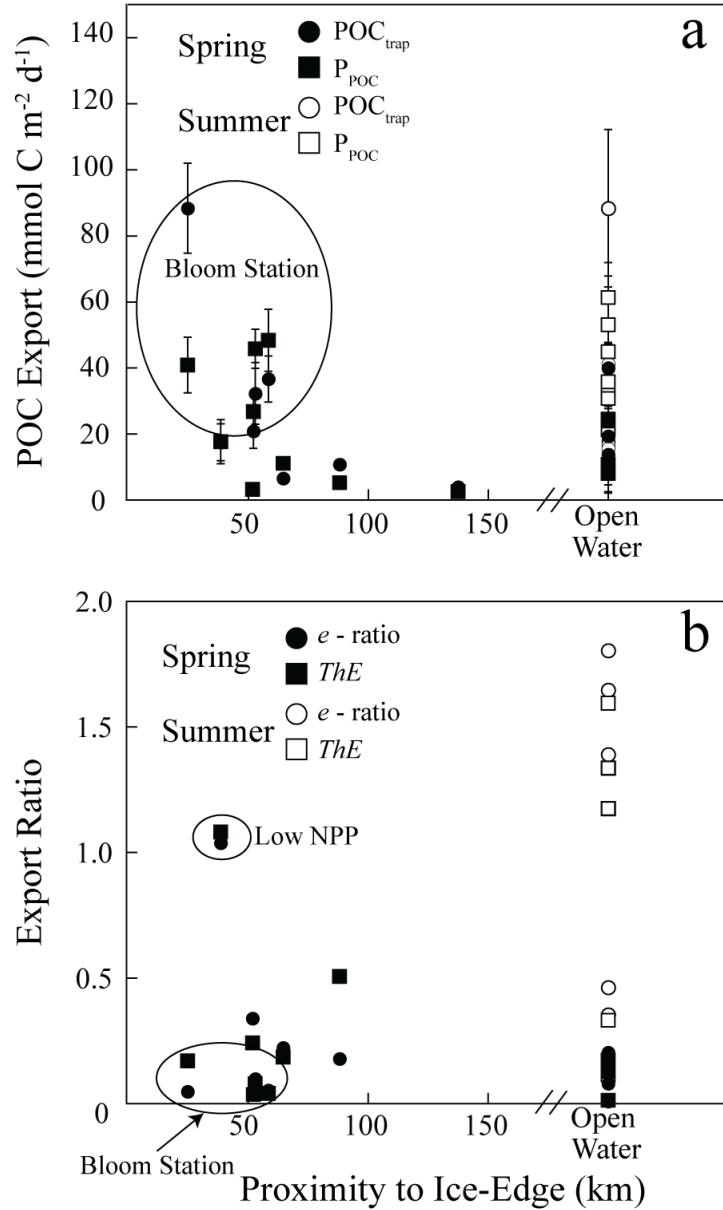 a
140
120
100
80
60
40
20
0
POC Export (mmol C m-2 d-1)
Spring
POCtrap
PPOC
Summer
POCtrap
PPOC
Bloom Station
50
100
150
Open
Water
b
2.0
1.5
1.0
0.5
0
Export Ratio
Spring
e - ratio
ThE
Summer
e - ratio
ThE
Low NPP
50
100
150
Open
Water
Bloom Station
Proximity to Ice-Edge (km)